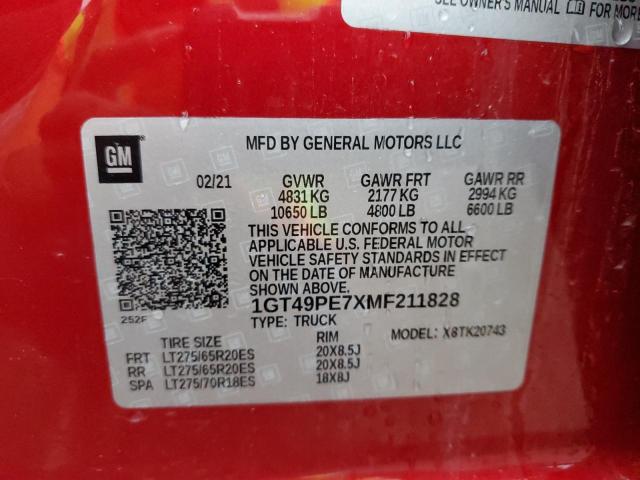 SEE OWNER'S MANUAL FOR MORE
GM
MFD BY GENERAL MOTORS LLC
02/21 GVWR GAWR FRT GAWR RR
4831 KG 2177 KG 2994 KG
10650 LB 4800 LB 6600 LB
THIS VEHICLE CONFORMS TO ALL
APPLICABLE U.S. FEDERAL MOTOR
VEHICLE SAFETY STANDARDS IN EFFECT
ON THE DATE OF MANUFACTURE
SHOWN ABOVE.
1GT49PE7XMF211828
252F
TYPE: TRUCK MODEL: X8TK20743
TIRE SIZE RIM
FRT LT275/65R20ES 20X8.5J
RR LT275/65R20ES 20X8.5J
SPA LT275/70R18ES 18X8J